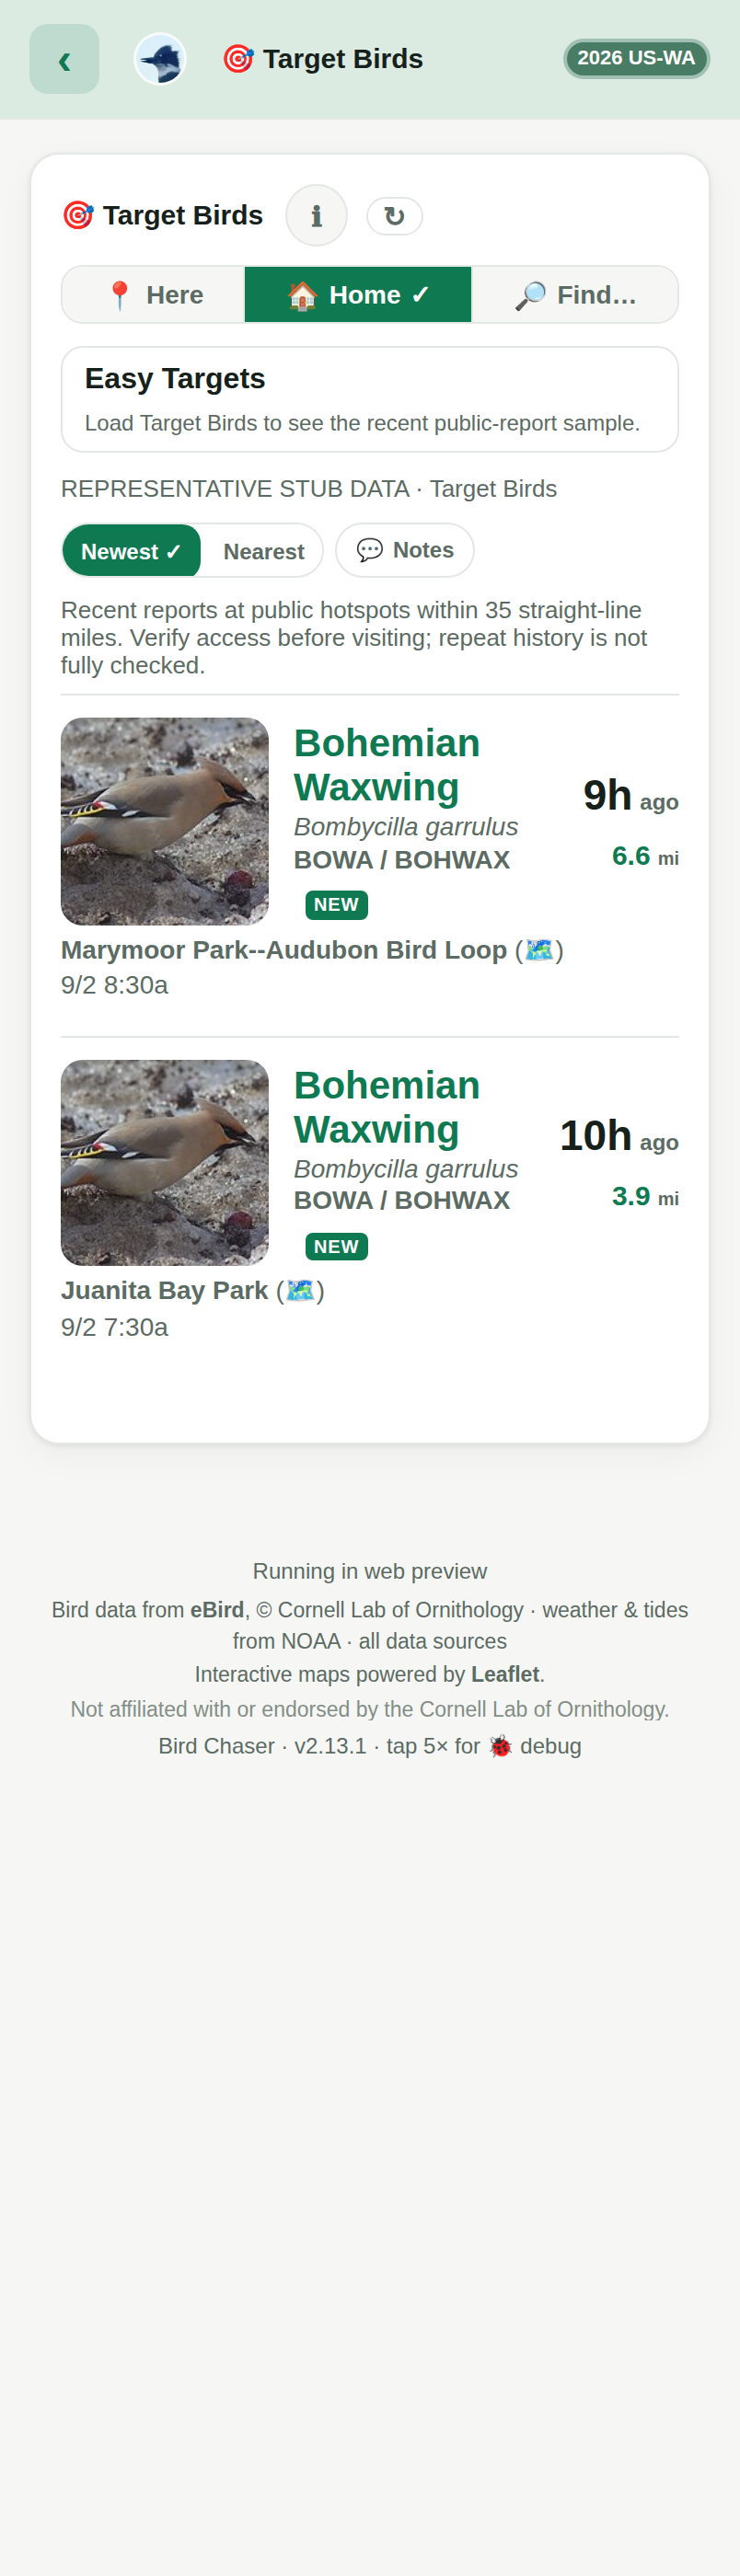 ‹ 🎯 Target Birds 2026 US-WA
🎯 Target Birds ℹ ↻
📍 Here 🏠 Home ✓ 🔎 Find…
Easy Targets
Load Target Birds to see the recent public-report sample.
REPRESENTATIVE STUB DATA · Target Birds
Newest ✓ Nearest 💬 Notes
Recent reports at public hotspots within 35 straight-line
miles. Verify access before visiting; repeat history is not
fully checked.
Bohemian
Waxwing
9h ago
Bombycilla garrulus
BOWA / BOHWAX
6.6 mi
NEW
Marymoor Park--Audubon Bird Loop (🗺️)
9/2 8:30a
Bohemian
Waxwing
10h ago
Bombycilla garrulus
BOWA / BOHWAX
3.9 mi
NEW
Juanita Bay Park (🗺️)
9/2 7:30a
Running in web preview
Bird data from eBird, © Cornell Lab of Ornithology · weather & tides
from NOAA · all data sources
Interactive maps powered by Leaflet.
Not affiliated with or endorsed by the Cornell Lab of Ornithology.
Bird Chaser · v2.13.1 · tap 5× for 🐞 debug